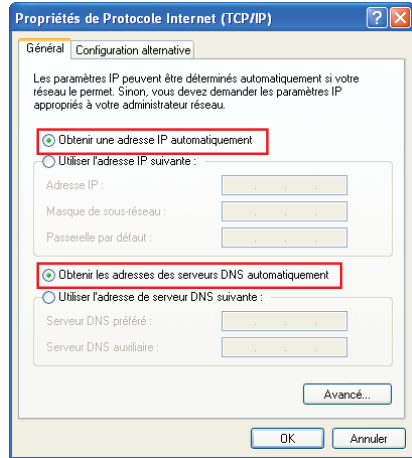 Propriétés de Protocole Internet (TCP/IP)
Général Configuration alternative
Les paramètres IP peuvent être déterminés automatiquement si votre
réseau le permet. Sinon, vous devez demander les paramètres IP
appropriés à votre administrateur réseau.
Obtenir une adresse IP automatiquement
Utiliser l'adresse IP suivante :
Adresse IP :
Masque de sous-réseau :
Passerelle par défaut :
Obtenir les adresses des serveurs DNS automatiquement
Utiliser l'adresse de serveur DNS suivante :
Serveur DNS préféré :
Serveur DNS auxiliaire :
Avancé...
OK Annuler